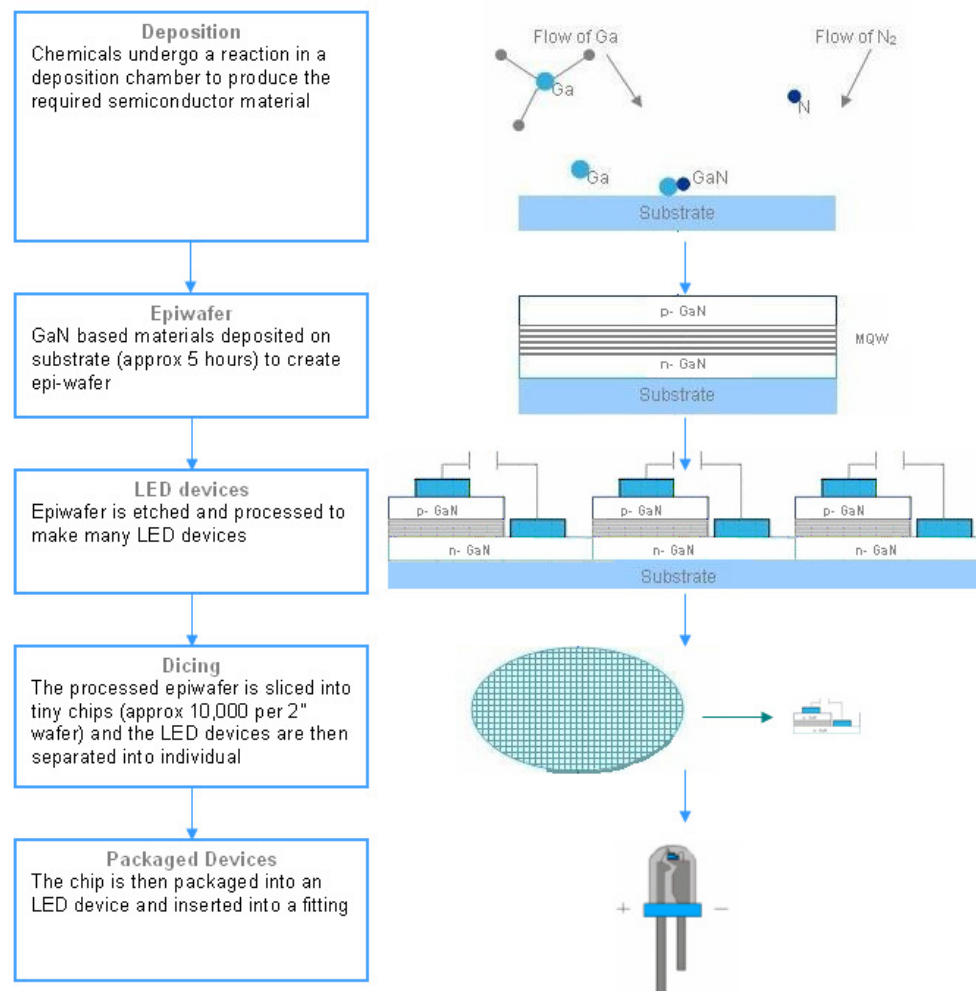 Deposition
Chemicals undergo a reaction in a
deposition chamber to produce the
required semiconductor material
Flow of Ga
Flow of N₂
Ga
N
Ga
GaN
Substrate
Epiwafer
GaN based materials deposited on
substrate (approx 5 hours) to create
epi-wafer
p- GaN
MQW
n- GaN
Substrate
LED devices
Epiwafer is etched and processed to
make many LED devices
p- GaN
p- GaN
p- GaN
n- GaN
n- GaN
n- GaN
Substrate
Dicing
The processed epiwafer is sliced into
tiny chips (approx 10,000 per 2"
wafer) and the LED devices are then
separated into individual
p- GaN
n- GaN
Packaged Devices
The chip is then packaged into an
LED device and inserted into a fitting
+ −